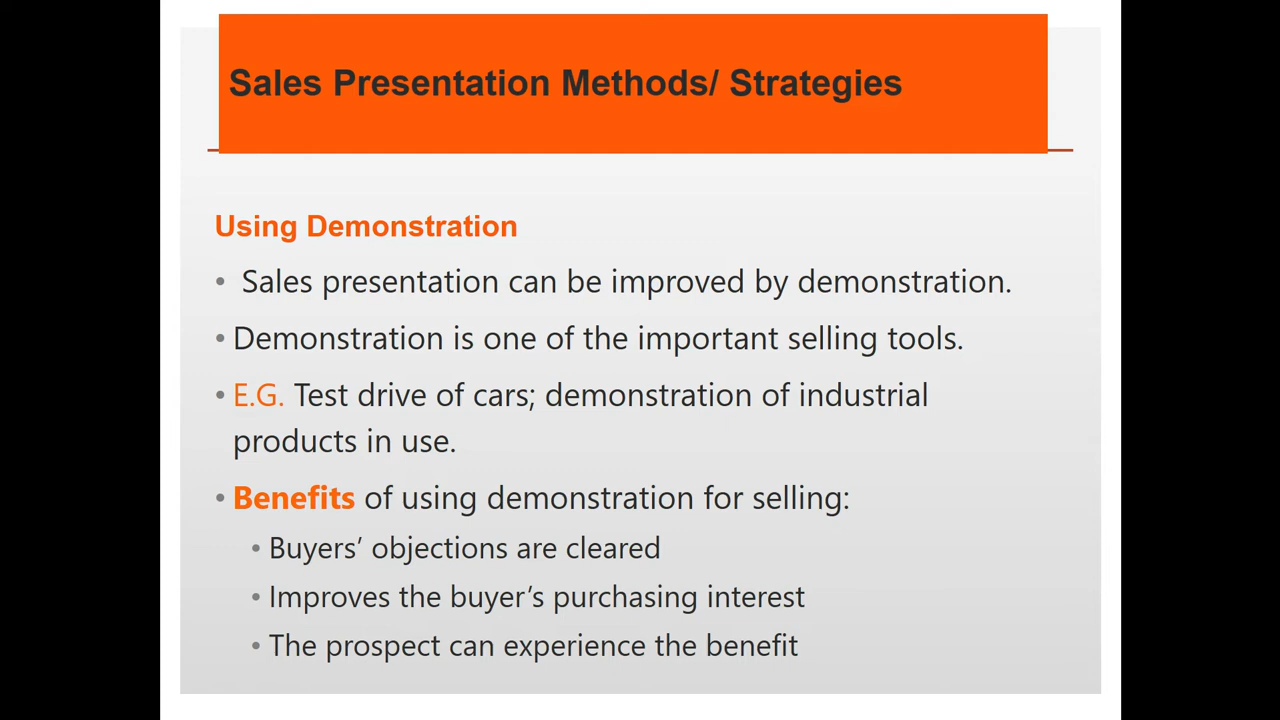 Sales Presentation Methods/ Strategies
Using Demonstration
• Sales presentation can be improved by demonstration.
• Demonstration is one of the important selling tools.
• E.G. Test drive of cars; demonstration of industrial
products in use.
• Benefits of using demonstration for selling:
• Buyers’ objections are cleared
• Improves the buyer’s purchasing interest
• The prospect can experience the benefit